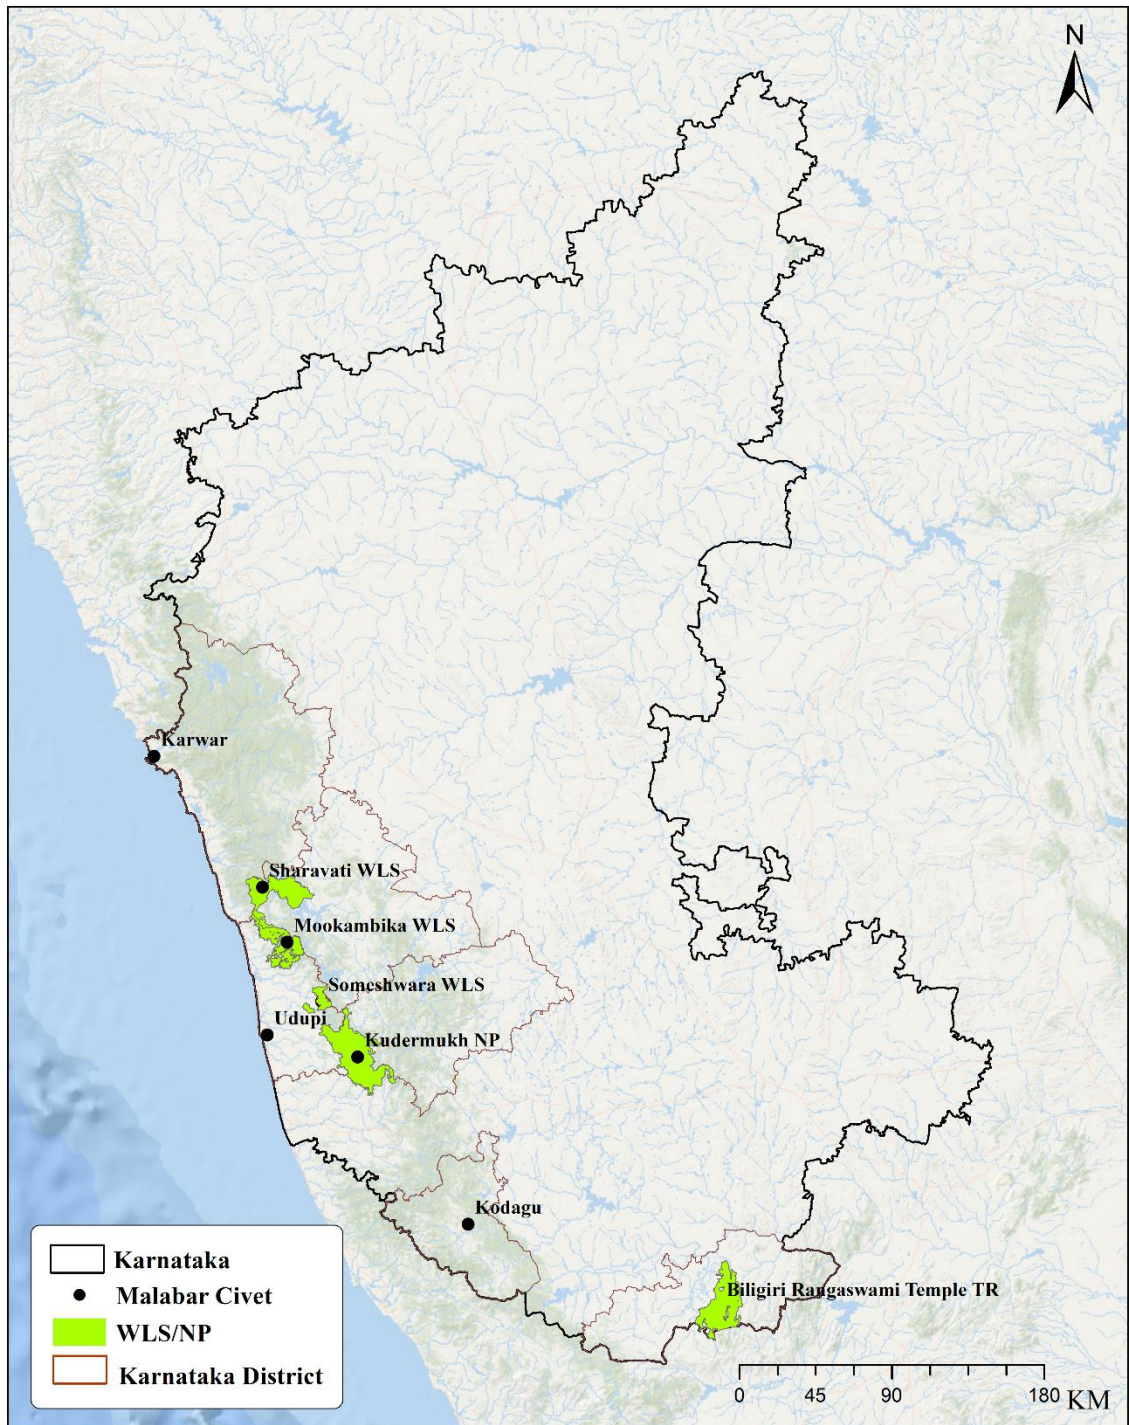 N
Karwar
Sharavati WLS
Mookambika WLS
Someshwara WLS
Udupi
Kudermukh NP
Kodagu
Biligiri Rangaswami Temple TR
Karnataka
Malabar Civet
WLS/NP
Karnataka District
0 45 90 180 KM